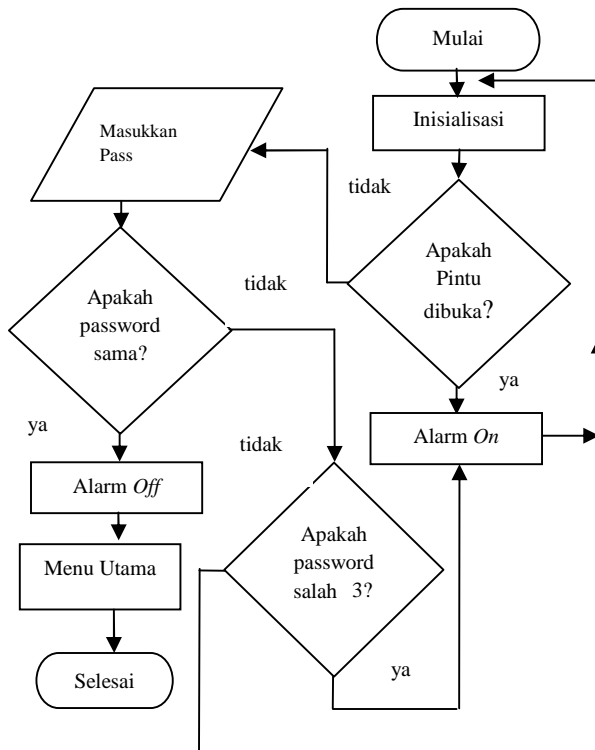 Mulai
Inisialisasi
Masukkan
Pass
tidak
Apakah
Pintu
dibuka?
Apakah
password
sama?
tidak
ya
ya
Alarm On
tidak
Alarm Off
Apakah
password
salah 3?
Menu Utama
ya
Selesai